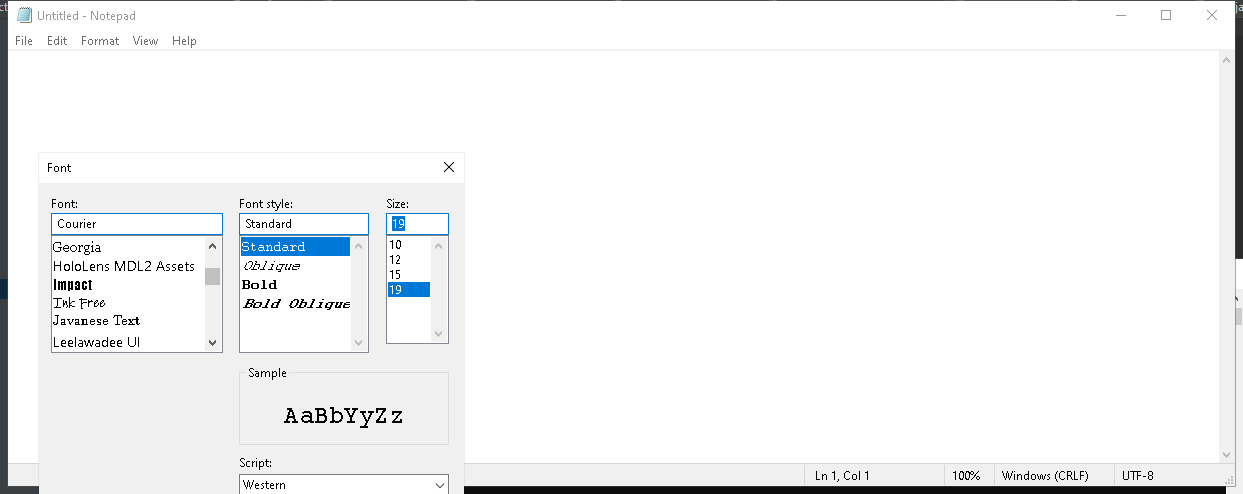 Untitled - Notepad
File Edit Format View Help
Font
Font: Font style: Size:
Courier Standard 19
Georgia
HoloLens MDL2 Assets
Impact
Ink Free
Javanese Text
Leelawadee UI
Standard
Oblique
Bold
Bold Oblique
10
12
15
19
Sample
AaBbYyZz
Script:
Western
Ln 1, Col 1 100% Windows (CRLF) UTF-8